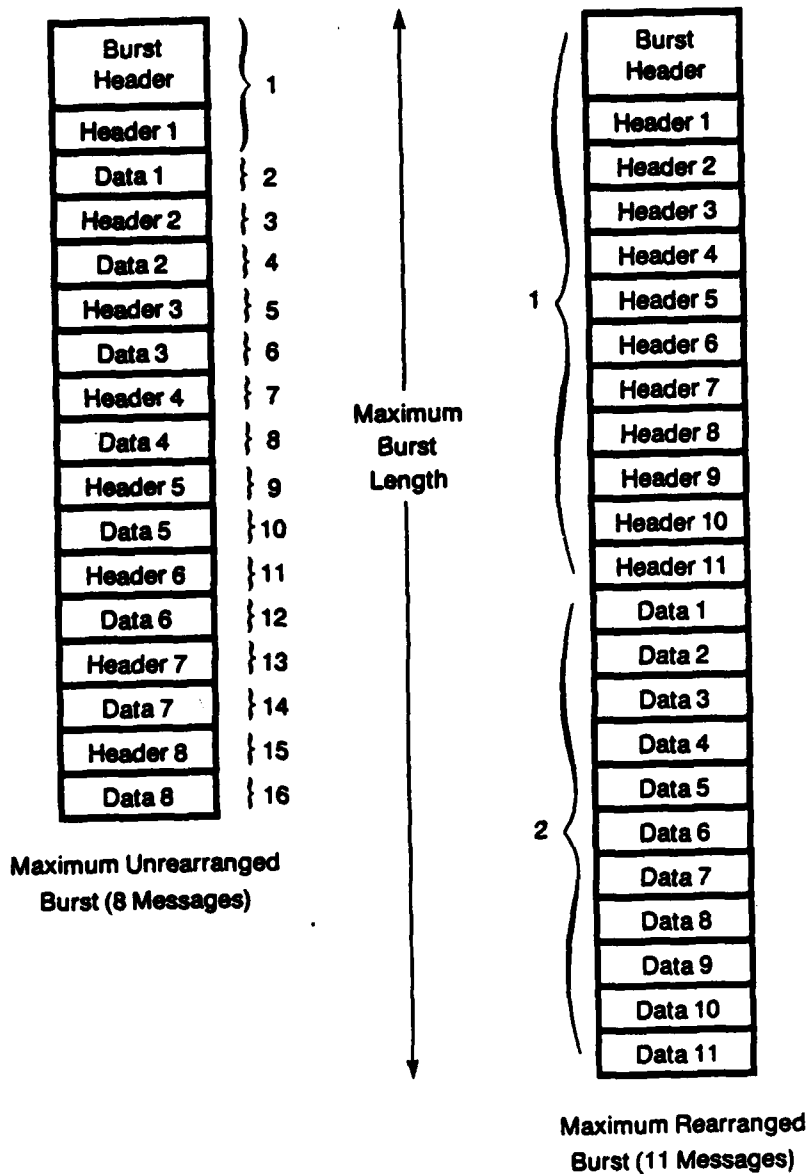 Burst
Header
1
Header 1
Data 1
2
Header 2
3
Data 2
4
Header 3
5
Data 3
6
Header 4
7
Data 4
8
Header 5
9
Data 5
10
Header 6
11
Data 6
12
Header 7
13
Data 7
14
Header 8
15
Data 8
16
Maximum Unrearranged
Burst (8 Messages)
Maximum
Burst
Length
Burst
Header
Header 1
Header 2
Header 3
Header 4
1
Header 5
Header 6
Header 7
Header 8
Header 9
Header 10
Header 11
Data 1
Data 2
Data 3
Data 4
Data 5
2
Data 6
Data 7
Data 8
Data 9
Data 10
Data 11
Maximum Rearranged
Burst (11 Messages)